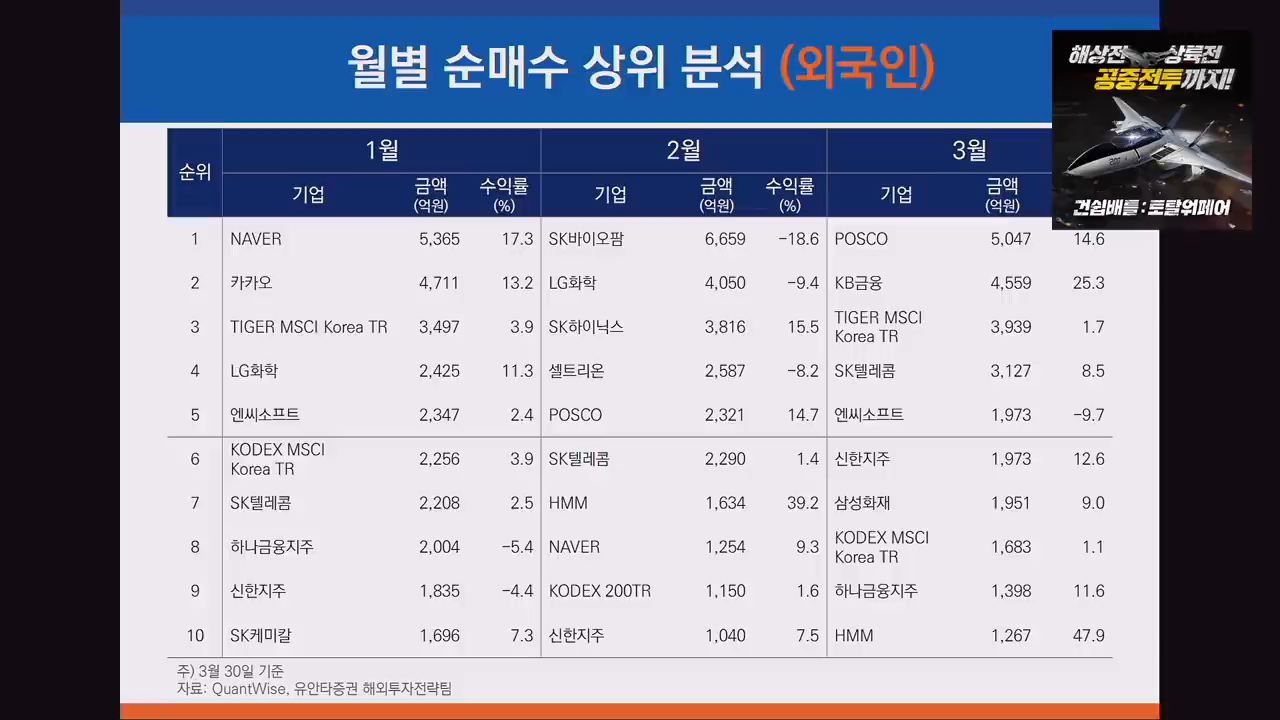 월별 순매수 상위 분석 (외국인)
해상전 상륙전
공중전투까지!
건쉽배틀:토탈워페어
순위 1월 2월 3월
기업 금액 (억원) 수익률 (%) 기업 금액 (억원) 수익률 (%) 기업 금액 (억원)
1 NAVER 5,365 17.3 SK바이오팜 6,659 -18.6 POSCO 5,047 14.6
2 카카오 4,711 13.2 LG화학 4,050 -9.4 KB금융 4,559 25.3
3 TIGER MSCI Korea TR 3,497 3.9 SK하이닉스 3,816 15.5 TIGER MSCI Korea TR 3,939 1.7
4 LG화학 2,425 11.3 셀트리온 2,587 -8.2 SK텔레콤 3,127 8.5
5 엔씨소프트 2,347 2.4 POSCO 2,321 14.7 엔씨소프트 1,973 -9.7
6 KODEX MSCI Korea TR 2,256 3.9 SK텔레콤 2,290 1.4 신한지주 1,973 12.6
7 SK텔레콤 2,208 2.5 HMM 1,634 39.2 삼성화재 1,951 9.0
8 하나금융지주 2,004 -5.4 NAVER 1,254 9.3 KODEX MSCI Korea TR 1,683 1.1
9 신한지주 1,835 -4.4 KODEX 200TR 1,150 1.6 하나금융지주 1,398 11.6
10 SK케미칼 1,696 7.3 신한지주 1,040 7.5 HMM 1,267 47.9
주) 3월 30일 기준
자료: QuantWise, 유안타증권 해외투자전략팀